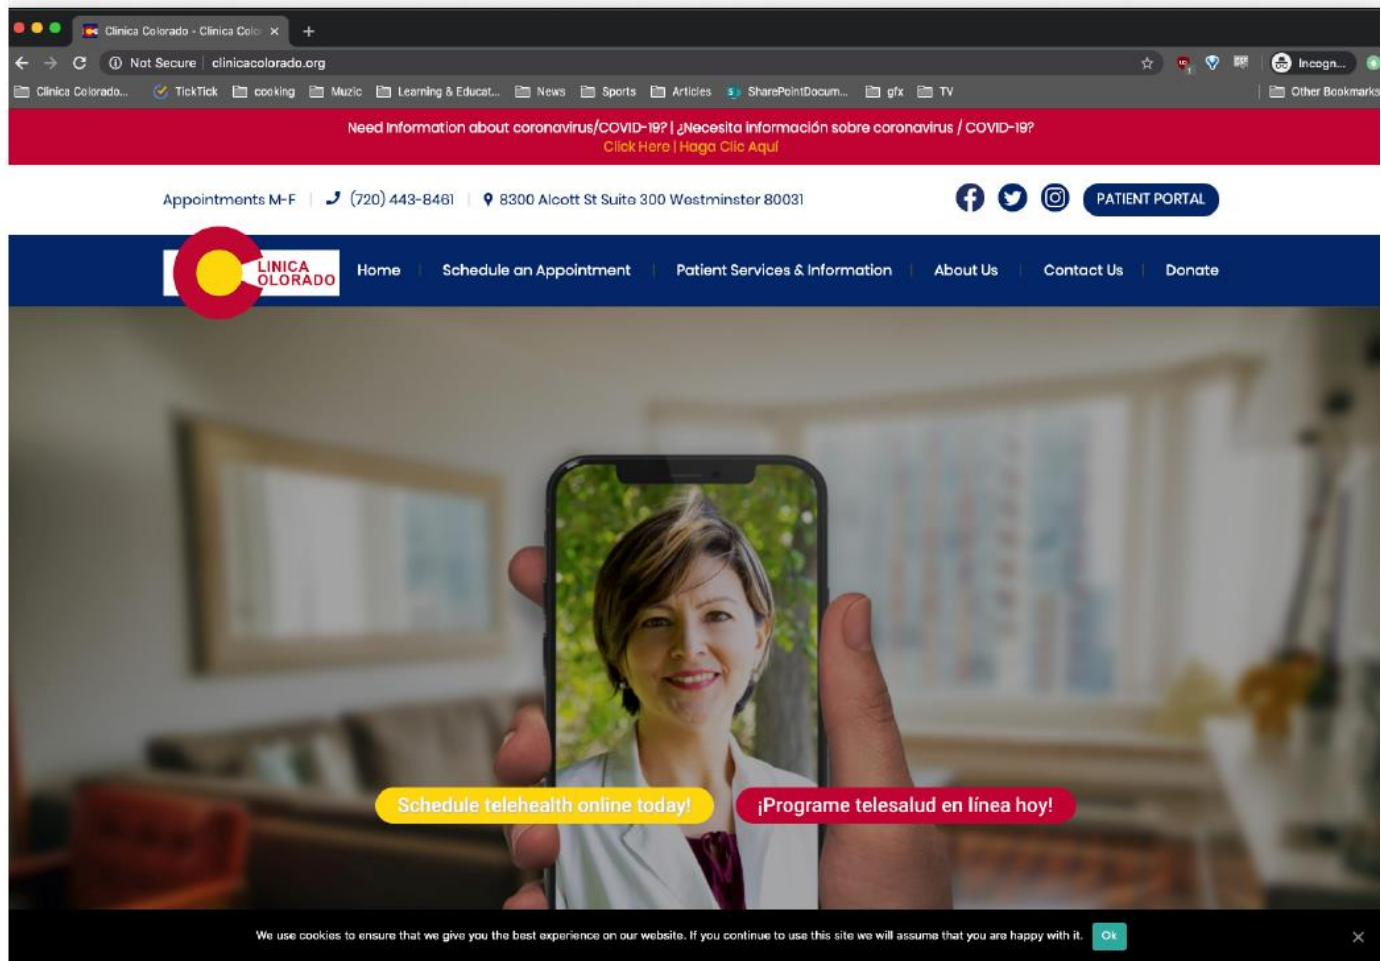 Clinica Colorado - Clinica Colo
Not Secure | clinicacolorado.org
Incogn...
Clinica Colorado... TickTick cooking Muzic Learning & Educat... News Sports Articles SharePointDocum... gfx TV Other Bookmarks
Need Information about coronavirus/COVID-19? | ¿Necesita información sobre coronavirus / COVID-19?
Click Here | Haga Clic Aquí
Appointments M-F | (720) 443-8461 | 8300 Alcott St Suite 300 Westminster 80031 PATIENT PORTAL
CLINICA
COLORADO
Home | Schedule an Appointment | Patient Services & Information | About Us | Contact Us | Donate
Schedule telehealth online today! ¡Programe telesalud en línea hoy!
We use cookies to ensure that we give you the best experience on our website. If you continue to use this site we will assume that you are happy with it. Ok